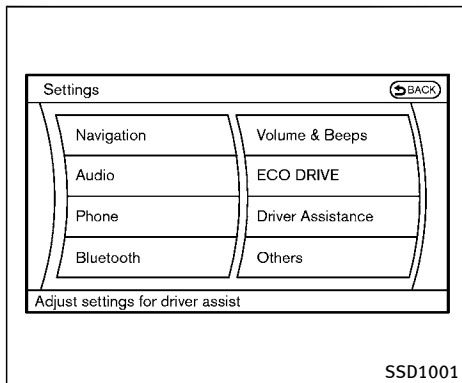 Settings
BACK
Navigation
Volume & Beeps
Audio
ECO DRIVE
Phone
Driver Assistance
Bluetooth
Others
Adjust settings for driver assist
SSD1001